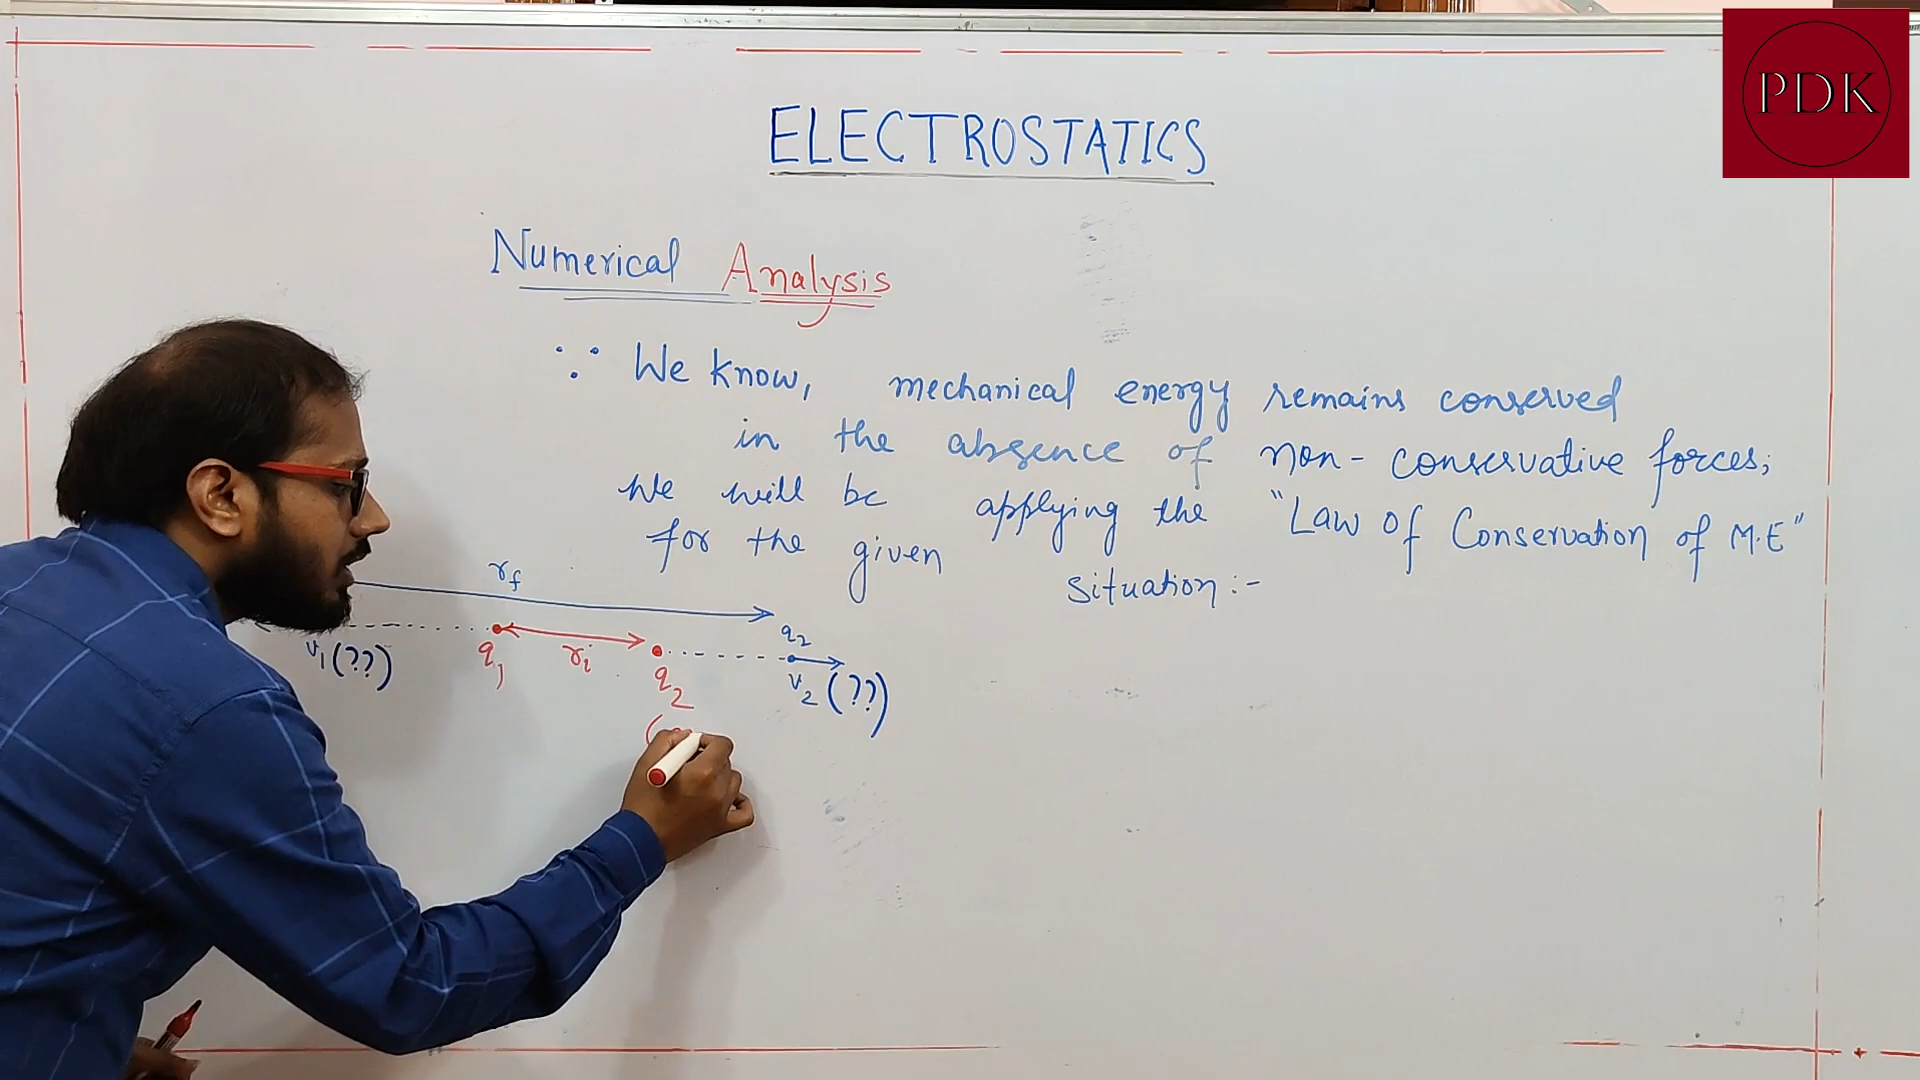 PDK
ELECTROSTATICS
Numerical Analysis
∵ We know, mechanical energy remains conserved
in the absence of non-conservative forces;
We will be applying the "Law of Conservation of M.E"
for the given situation:-
r_f
q_2
v_1(??) q_1 r_i q_2 v_2(??)